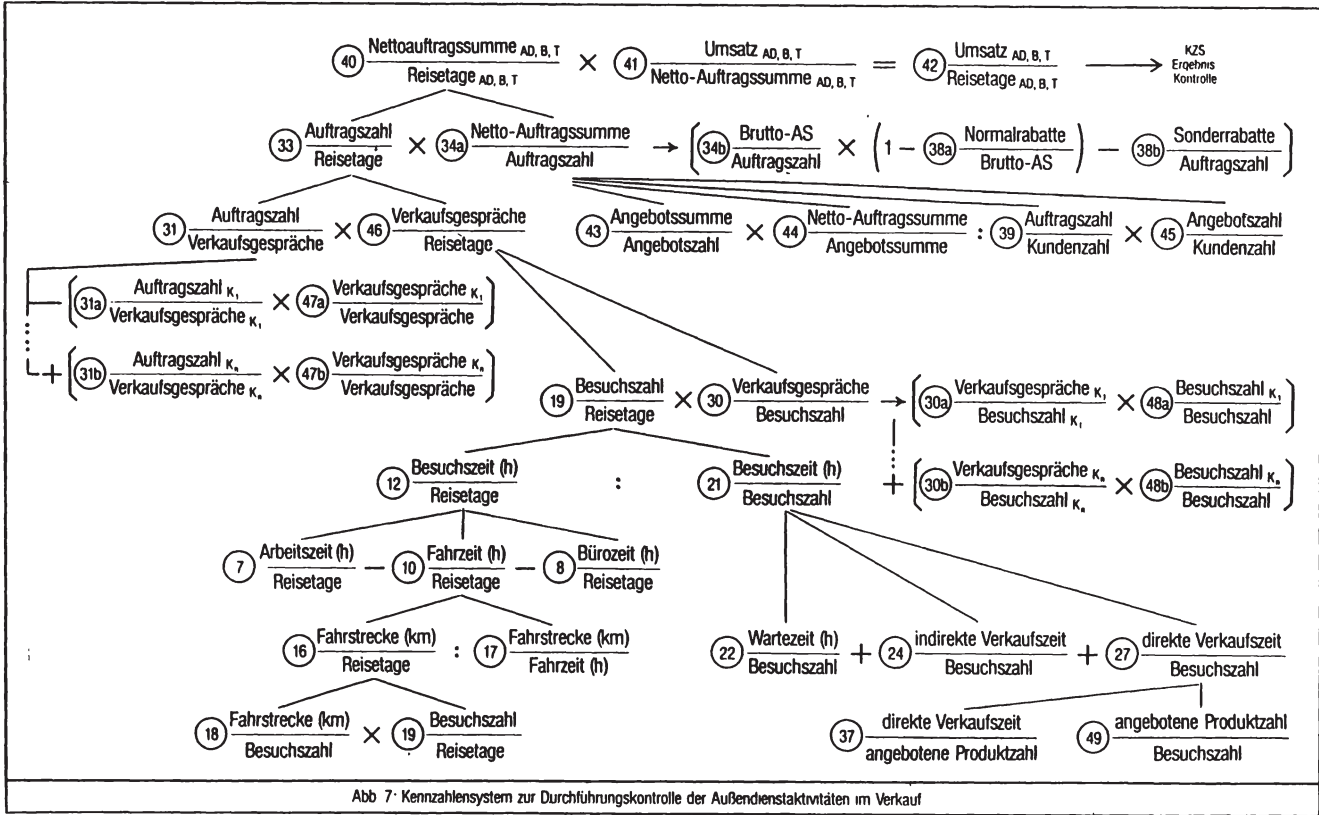 40 Nettoauftragssumme AD, B, T / Reisetage AD, B, T × 41 Umsatz AD, B, T / Netto-Auftragssumme AD, B, T = 42 Umsatz AD, B, T / Reisetage AD, B, T → KZS Ergebnis Kontrolle
33 Auftragszahl / Reisetage × 34a Netto-Auftragssumme / Auftragszahl → [ 34b Brutto-AS / Auftragszahl × ( 1 – 38a Normalrabatte / Brutto-AS ) – 38b Sonderrabatte / Auftragszahl ]
31 Auftragszahl / Verkaufsgespräche × 46 Verkaufsgespräche / Reisetage
43 Angebotssumme / Angebotszahl × 44 Netto-Auftragssumme / Angebotssumme : 39 Auftragszahl / Kundenzahl × 45 Angebotszahl / Kundenzahl
[ 31a Auftragszahl K₁ / Verkaufsgespräche K₁ × 47a Verkaufsgespräche K₁ / Verkaufsgespräche ]
+ [ 31b Auftragszahl Kₙ / Verkaufsgespräche Kₙ × 47b Verkaufsgespräche Kₙ / Verkaufsgespräche ]
19 Besuchszahl / Reisetage × 30 Verkaufsgespräche / Besuchszahl → [ 30a Verkaufsgespräche K₁ / Besuchszahl K₁ × 48a Besuchszahl K₁ / Besuchszahl ]
12 Besuchszeit (h) / Reisetage : 21 Besuchszeit (h) / Besuchszahl
+ [ 30b Verkaufsgespräche Kₙ / Besuchszahl Kₙ × 48b Besuchszahl Kₙ / Besuchszahl ]
7 Arbeitszeit (h) / Reisetage – 10 Fahrzeit (h) / Reisetage – 8 Bürozeit (h) / Reisetage
16 Fahrstrecke (km) / Reisetage : 17 Fahrstrecke (km) / Fahrzeit (h)
22 Wartezeit (h) / Besuchszahl + 24 indirekte Verkaufszeit / Besuchszahl + 27 direkte Verkaufszeit / Besuchszahl
18 Fahrstrecke (km) / Besuchszahl × 19 Besuchszahl / Reisetage
37 direkte Verkaufszeit / angebotene Produktzahl 49 angebotene Produktzahl / Besuchszahl
Abb 7· Kennzahlensystem zur Durchführungskontrolle der Außendienstaktivitäten im Verkauf